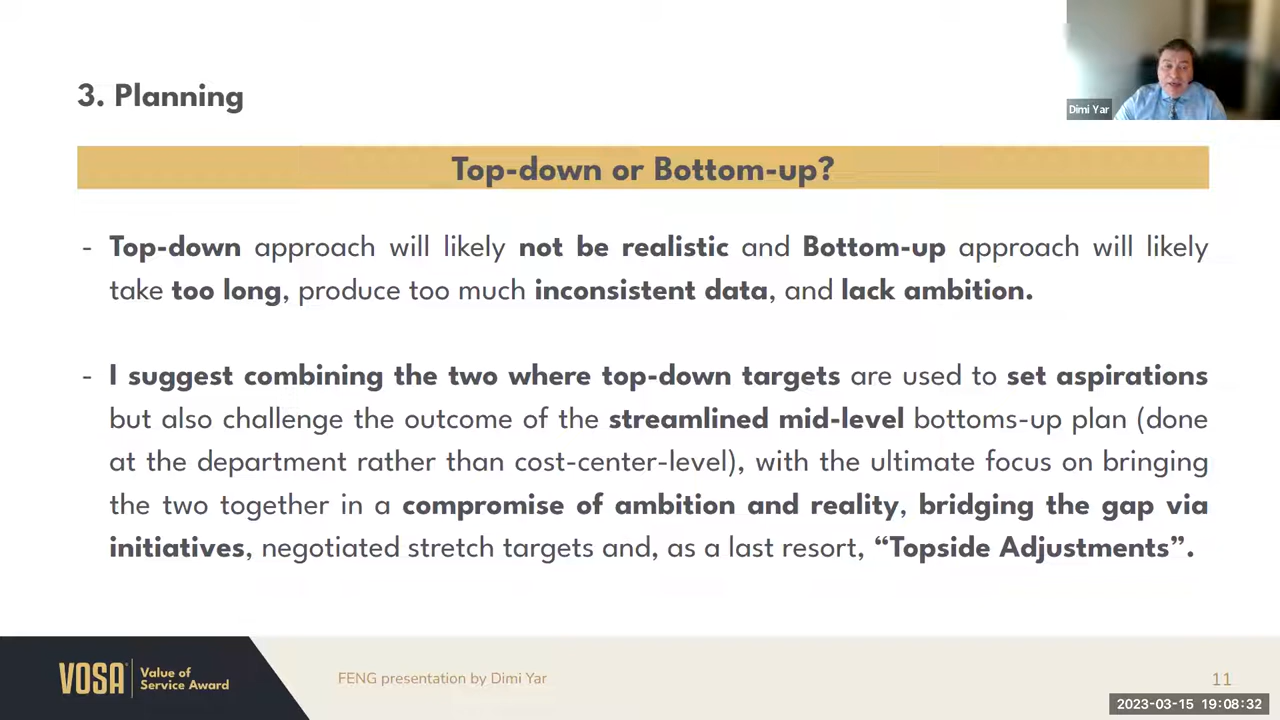 3. Planning
Dimi Yar
Top-down or Bottom-up?
- Top-down approach will likely not be realistic and Bottom-up approach will likely
take too long, produce too much inconsistent data, and lack ambition.
- I suggest combining the two where top-down targets are used to set aspirations
but also challenge the outcome of the streamlined mid-level bottoms-up plan (done
at the department rather than cost-center-level), with the ultimate focus on bringing
the two together in a compromise of ambition and reality, bridging the gap via
initiatives, negotiated stretch targets and, as a last resort, “Topside Adjustments”.
VOSA
Value of
Service Award
FENG presentation by Dimi Yar
11
2023-03-15 19:08:32